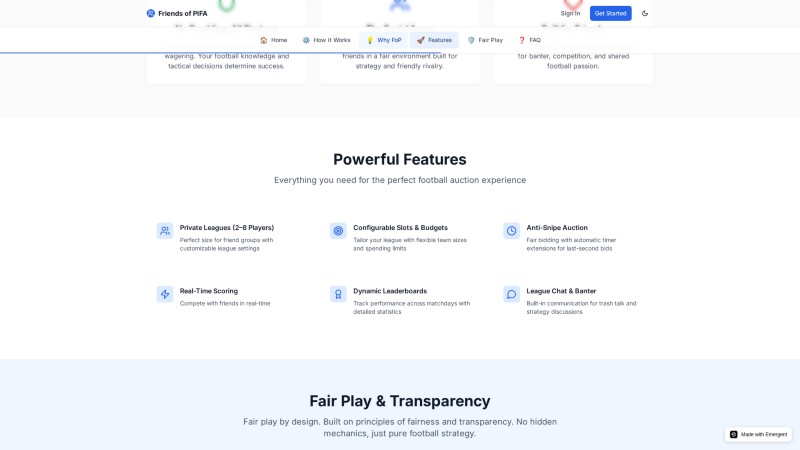 Friends of PIFA
Sign In
Get Started
🏠 Home
⚙️ How It Works
💡 Why FoP
🚀 Features
🛡️ Fair Play
❓ FAQ
wagering. Your football knowledge and
tactical decisions determine success.
friends in a fair environment built for
strategy and friendly rivalry.
for banter, competition, and shared
football passion.
Powerful Features
Everything you need for the perfect football auction experience
Private Leagues (2–8 Players)
Perfect size for friend groups with
customizable league settings
Configurable Slots & Budgets
Tailor your league with flexible team sizes
and spending limits
Anti-Snipe Auction
Fair bidding with automatic timer
extensions for last-second bids
Real-Time Scoring
Compete with friends in real-time
Dynamic Leaderboards
Track performance across matchdays with
detailed statistics
League Chat & Banter
Built-in communication for trash talk and
strategy discussions
Fair Play & Transparency
Fair play by design. Built on principles of fairness and transparency. No hidden
mechanics, just pure football strategy.
Made with Emergent